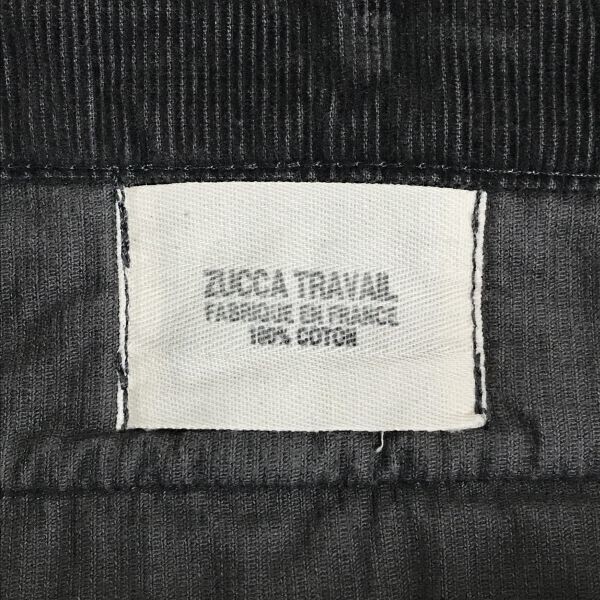 ZUCCA TRAVAIL
FABRIQUE EN FRANCE
100% COTON